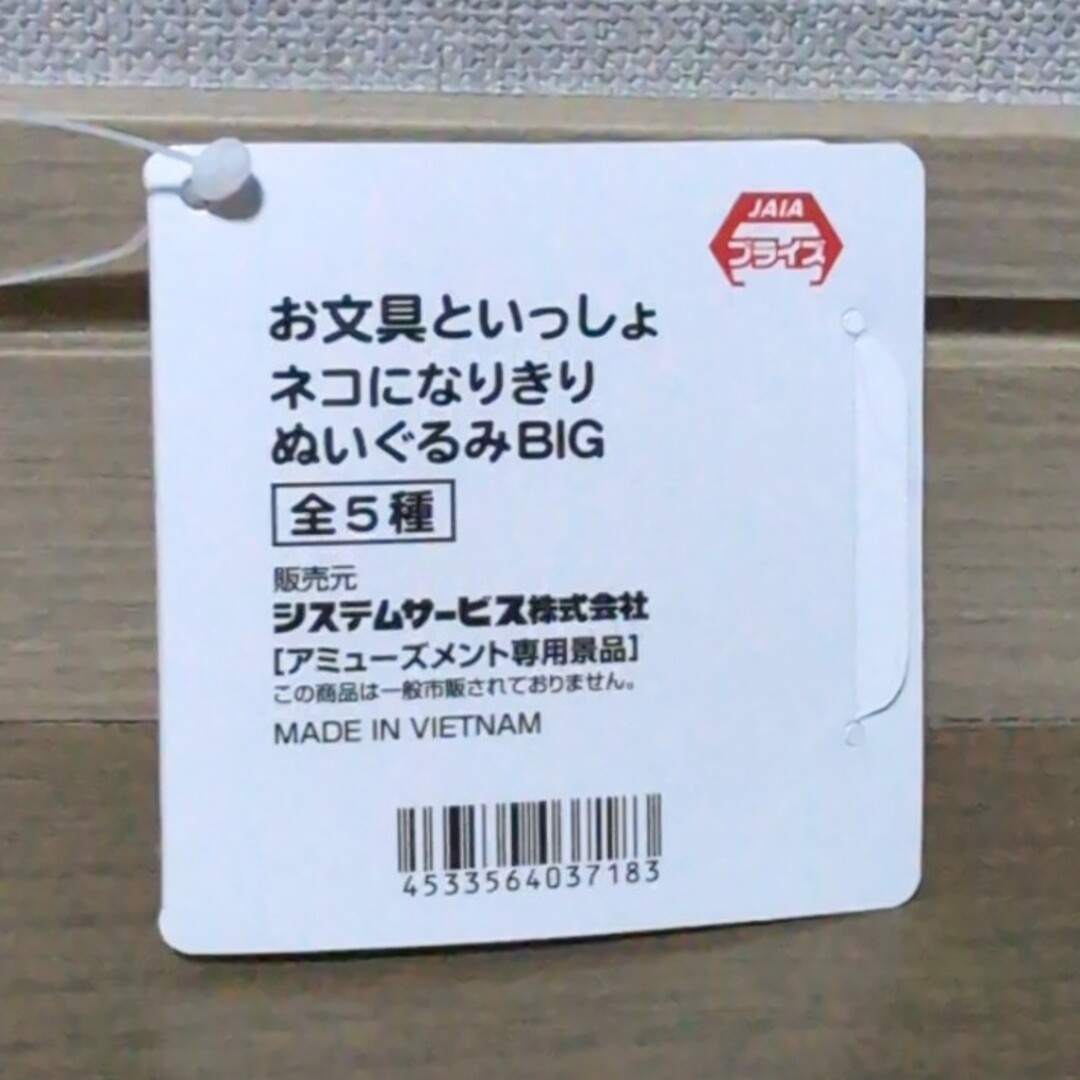 JAIA
プライズ
お文具といっしょ
ネコになりきり
ぬいぐるみBIG
全5種
販売元
システムサービス株式会社
[アミューズメント専用景品]
この商品は一般市販されておりません。
MADE IN VIETNAM
4533564037183